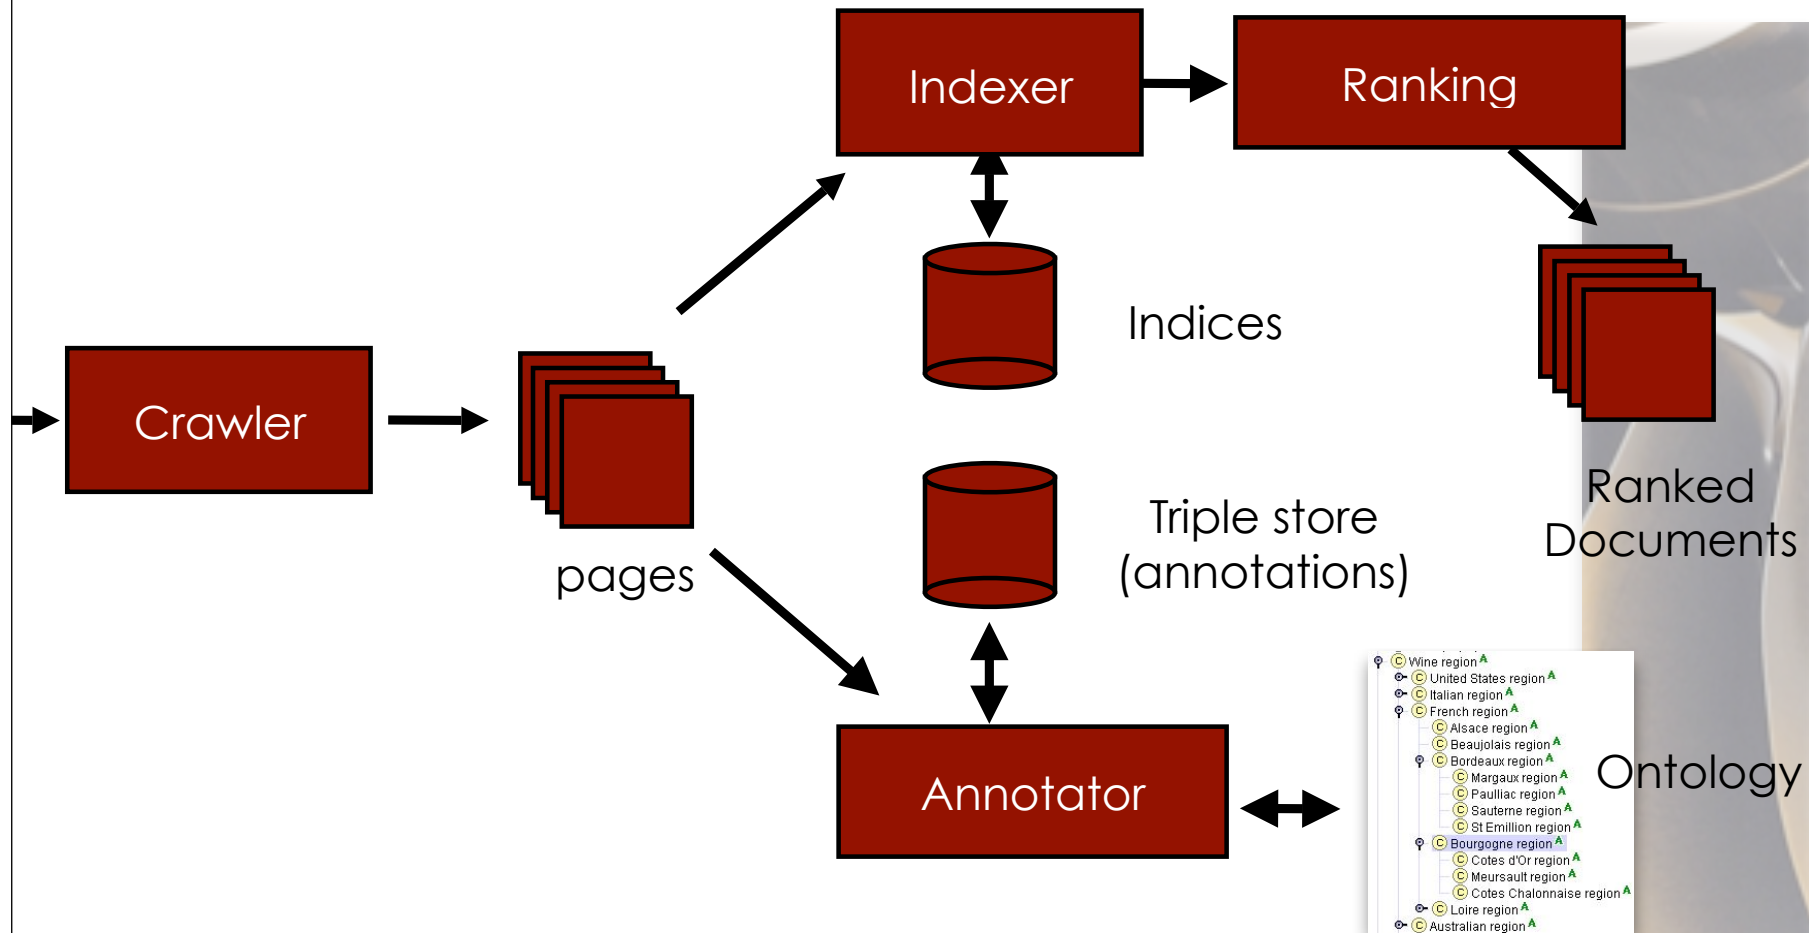 Indexer
Ranking
Indices
Crawler
pages
Triple store
(annotations)
Ranked
Documents
Annotator
Ontology
Wine region
United States region
Italian region
French region
Alsace region
Beaujolais region
Bordeaux region
Margaux region
Paulliac region
Sauterne region
St Emillion region
Bourgogne region
Cotes d'Or region
Meursault region
Cotes Chalonnaise region
Loire region
Australian region